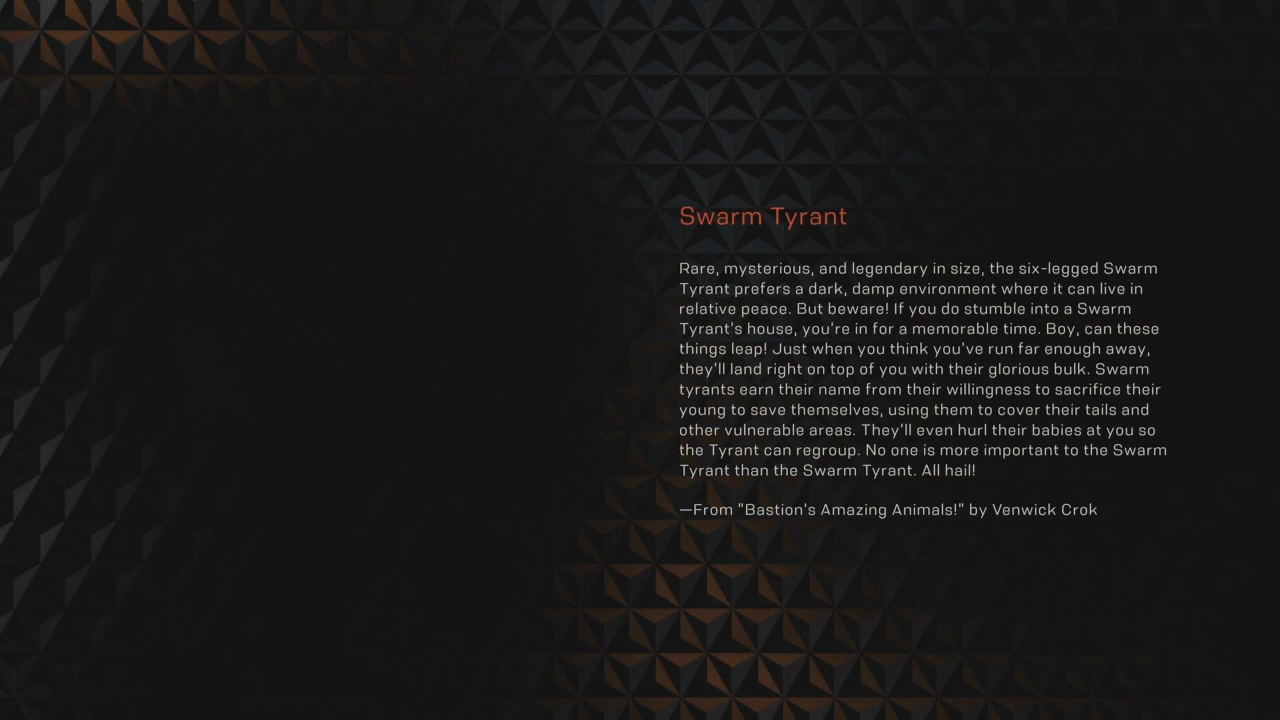 Swarm Tyrant
Rare, mysterious, and legendary in size, the six-legged Swarm
Tyrant prefers a dark, damp environment where it can live in
relative peace. But beware! If you do stumble into a Swarm
Tyrant's house, you're in for a memorable time. Boy, can these
things leap! Just when you think you've run far enough away,
they'll land right on top of you with their glorious bulk. Swarm
tyrants earn their name from their willingness to sacrifice their
young to save themselves, using them to cover their tails and
other vulnerable areas. They'll even hurl their babies at you so
the Tyrant can regroup. No one is more important to the Swarm
Tyrant than the Swarm Tyrant. All hail!
—From "Bastion's Amazing Animals!" by Venwick Crok